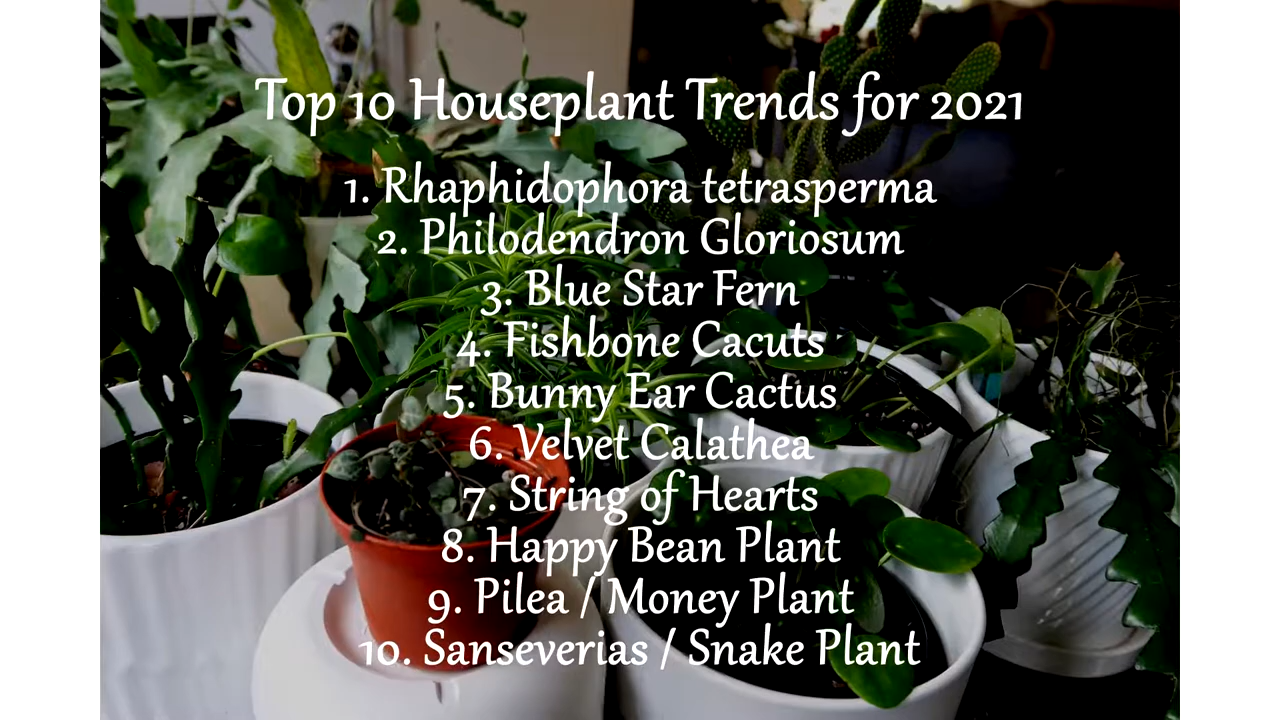 Top 10 Houseplant Trends for 2021
1. Rhaphidophora tetrasperma
2. Philodendron Gloriosum
3. Blue Star Fern
4. Fishbone Cacuts
5. Bunny Ear Cactus
6. Velvet Calathea
7. String of Hearts
8. Happy Bean Plant
9. Pilea / Money Plant
10. Sanseverias / Snake Plant